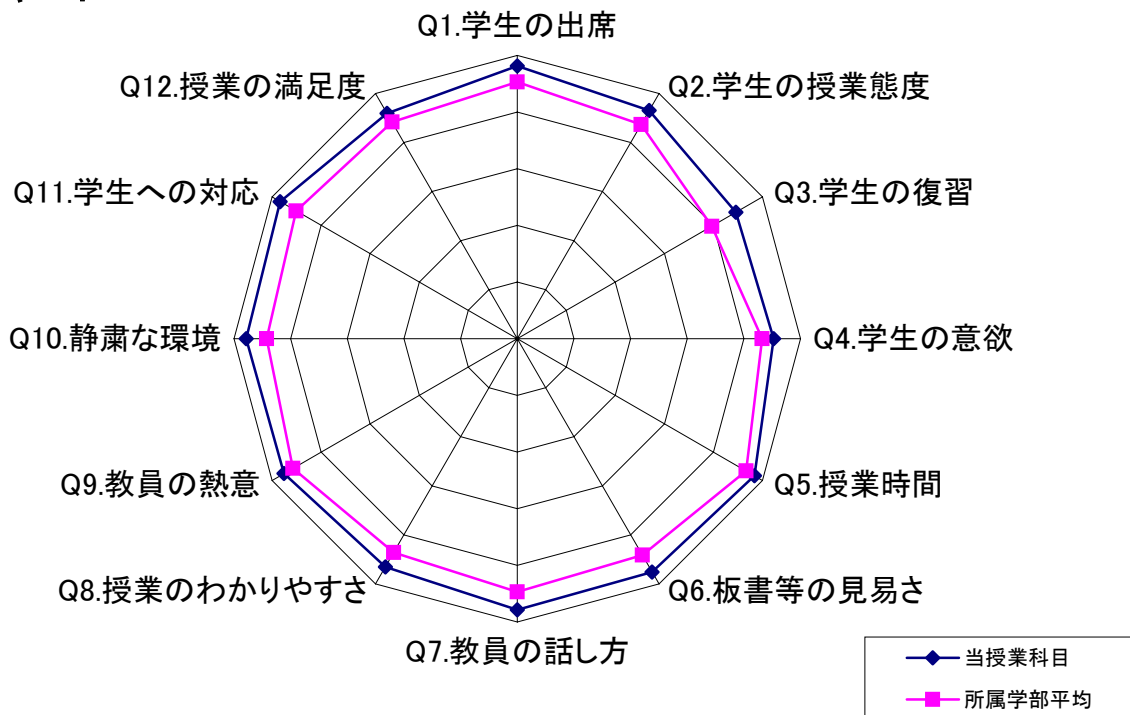 Q1.学生の出席
Q2.学生の授業態度
Q3.学生の復習
Q4.学生の意欲
Q5.授業時間
Q6.板書等の見易さ
Q7.教員の話し方
Q8.授業のわかりやすさ
Q9.教員の熱意
Q10.静粛な環境
Q11.学生への対応
Q12.授業の満足度
当授業科目
所属学部平均